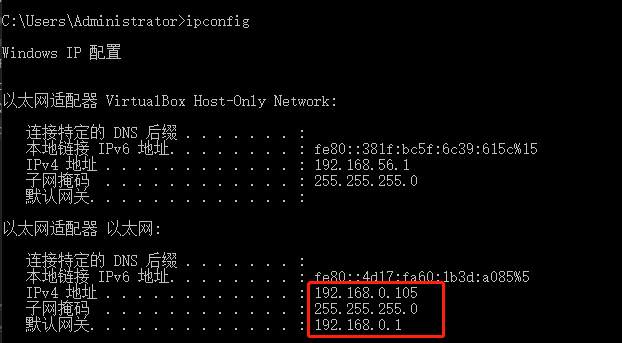 C:\Users\Administrator>ipconfig
Windows IP 配置
以太网适配器 VirtualBox Host-Only Network:
连接特定的 DNS 后缀 . . . . . . . :
本地链接 IPv6 地址. . . . . . . . : fe80::381f:bc5f:6c39:615c%15
IPv4 地址 . . . . . . . . . . . . : 192.168.56.1
子网掩码 . . . . . . . . . . . . : 255.255.255.0
默认网关. . . . . . . . . . . . . :
以太网适配器 以太网:
连接特定的 DNS 后缀 . . . . . . . :
本地链接 IPv6 地址. . . . . . . . : fe80::4d17:fa60:1b3d:a085%5
IPv4 地址 . . . . . . . . . . . . : 192.168.0.105
子网掩码 . . . . . . . . . . . . : 255.255.255.0
默认网关. . . . . . . . . . . . . : 192.168.0.1